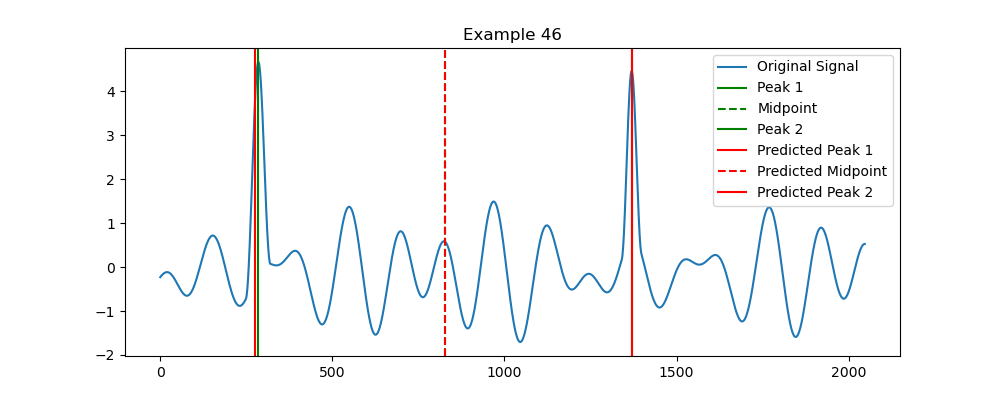 Example 46
Original Signal
Peak 1
Midpoint
Peak 2
Predicted Peak 1
Predicted Midpoint
Predicted Peak 2
4
3
2
1
0
−1
−2
0 500 1000 1500 2000